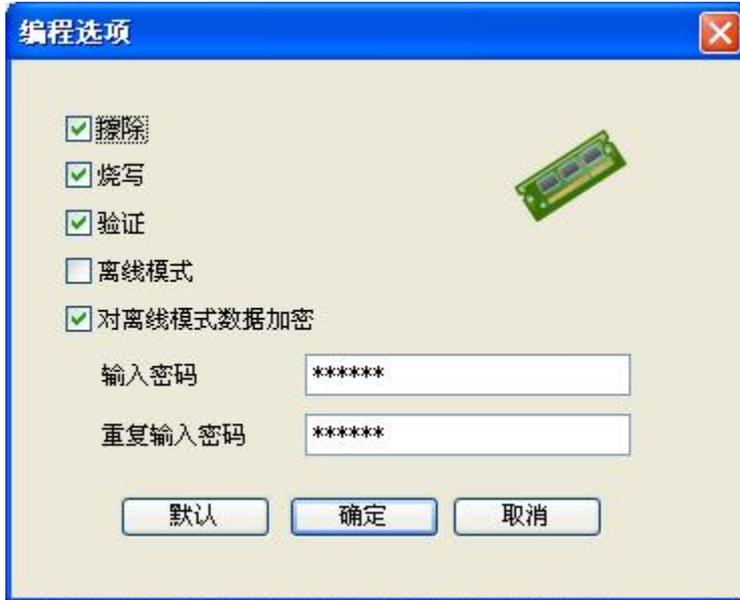 编程选项
擦除
烧写
验证
离线模式
对离线模式数据加密
输入密码 ******
重复输入密码 ******
默认 确定 取消